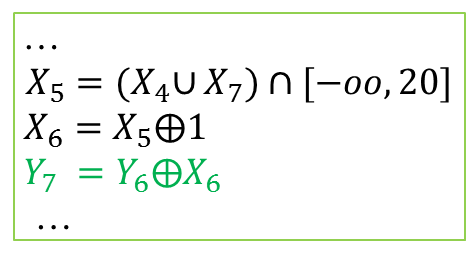 ...
X₅ = (X₄∪ X₇) ∩ [−oo, 20]
X₆ = X₅⊕1
Y₇ = Y₆⊕X₆
...